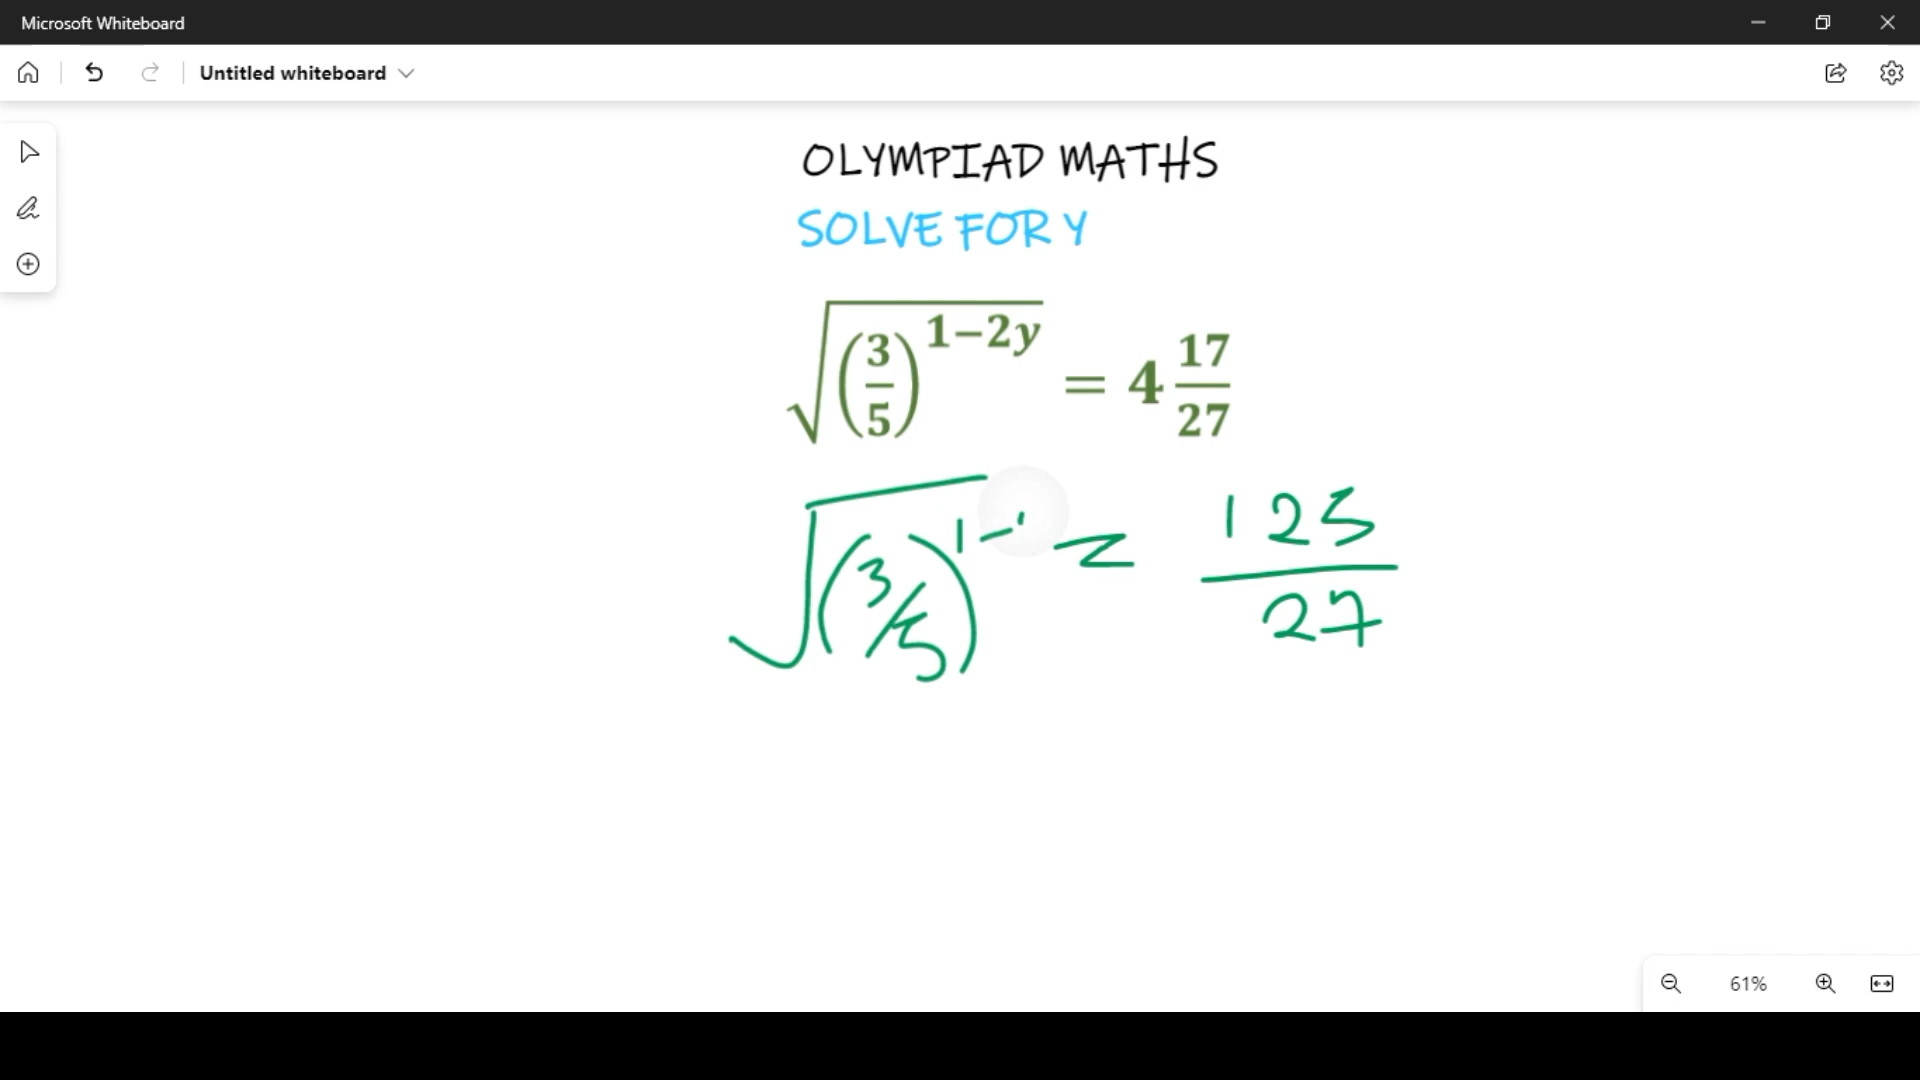 Microsoft Whiteboard
Untitled whiteboard
OLYMPIAD MATHS
SOLVE FOR Y
√(3/5)^1−2y = 4 17/27
√(3/5)^1- = 125/27
61%